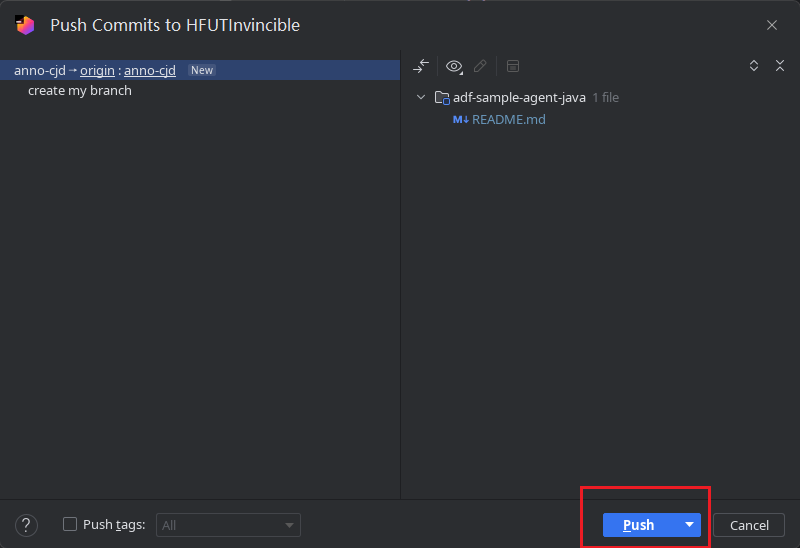 Push Commits to HFUTInvincible
anno-cjd → origin : anno-cjd New
create my branch
adf-sample-agent-java 1 file
M↓ README.md
? Push tags: All
Push
Cancel